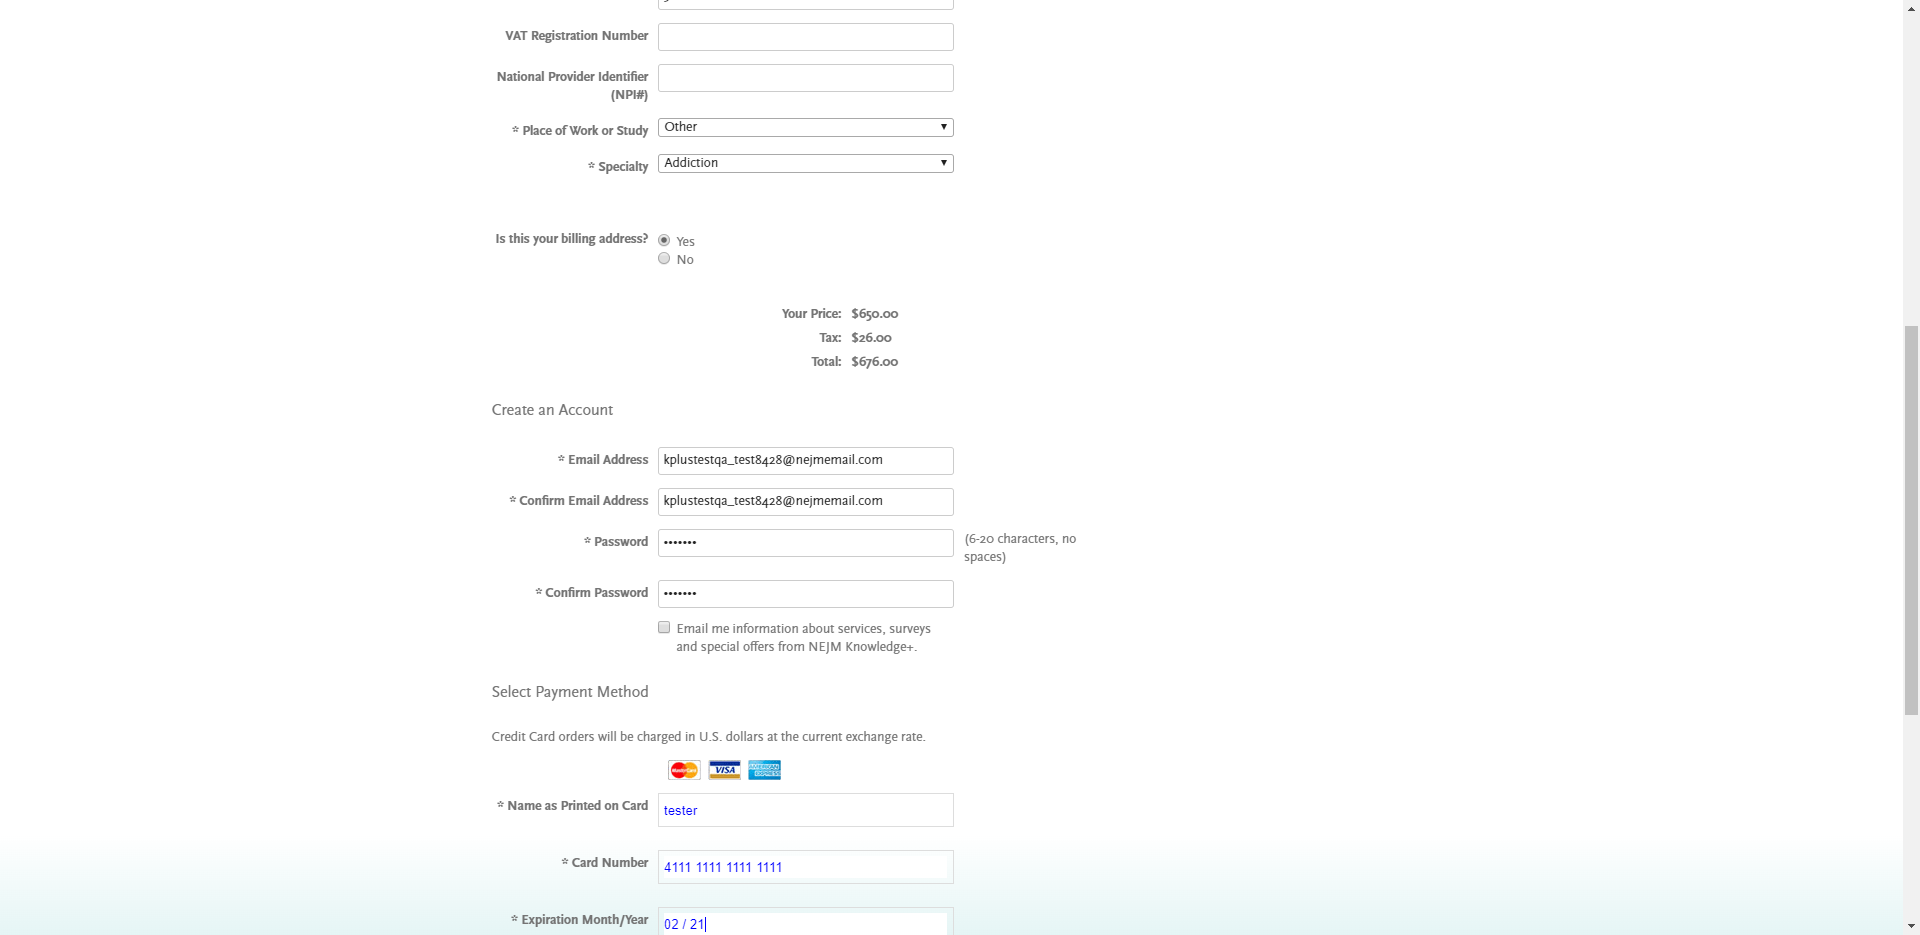 VAT Registration Number
National Provider Identifier
(NPI#)
* Place of Work or Study Other
* Specialty Addiction
Is this your billing address? Yes
No
Your Price: $650.00
Tax: $26.00
Total: $676.00
Create an Account
* Email Address kplustestqa_test8428@nejmemail.com
* Confirm Email Address kplustestqa_test8428@nejmemail.com
* Password ••••••• (6-20 characters, no
spaces)
* Confirm Password •••••••
Email me information about services, surveys
and special offers from NEJM Knowledge+.
Select Payment Method
Credit Card orders will be charged in U.S. dollars at the current exchange rate.
MasterCard VISA AMERICAN EXPRESS
* Name as Printed on Card tester
* Card Number 4111 1111 1111 1111
* Expiration Month/Year 02 / 21